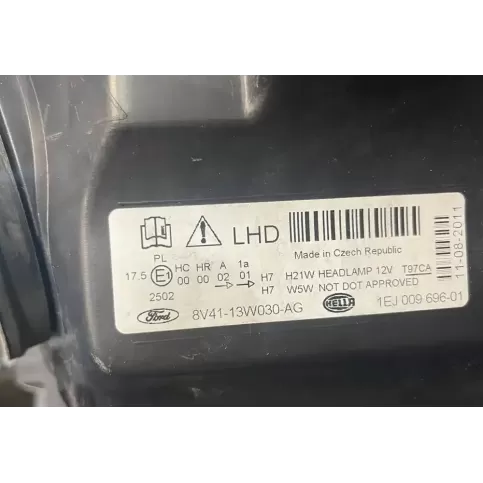 LHD
Made in Czech Republic
PL
17.5 E1 HC HR A 1a
00 00 02 01
2502
H7 H21W HEADLAMP 12V T97CA
H7 W5W NOT DOT APPROVED
Ford 8V41-13W030-AG HELLA 1EJ 009 696-01
11-08-2011